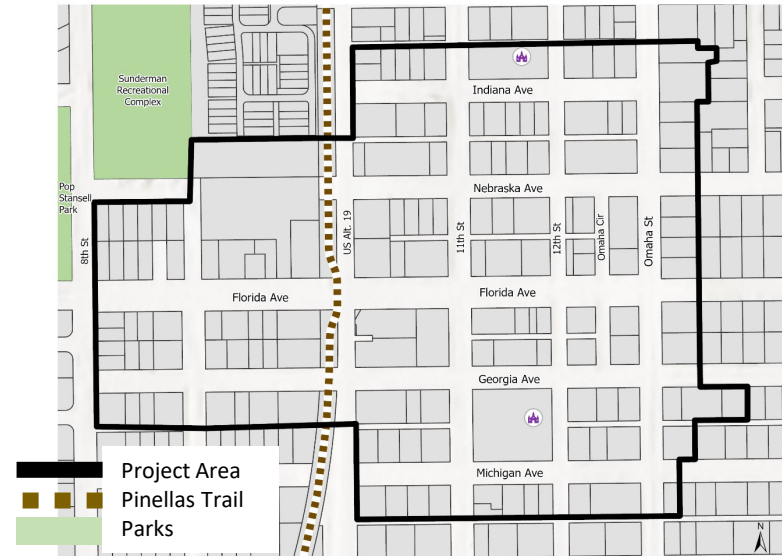 Sunderman
Recreational
Complex
Indiana Ave
Pop
Stansell
Park
Nebraska Ave
8th St
US Alt. 19
11th St
12th St
Omaha Cir
Omaha St
Florida Ave
Florida Ave
Georgia Ave
Michigan Ave
Project Area
Pinellas Trail
Parks
N